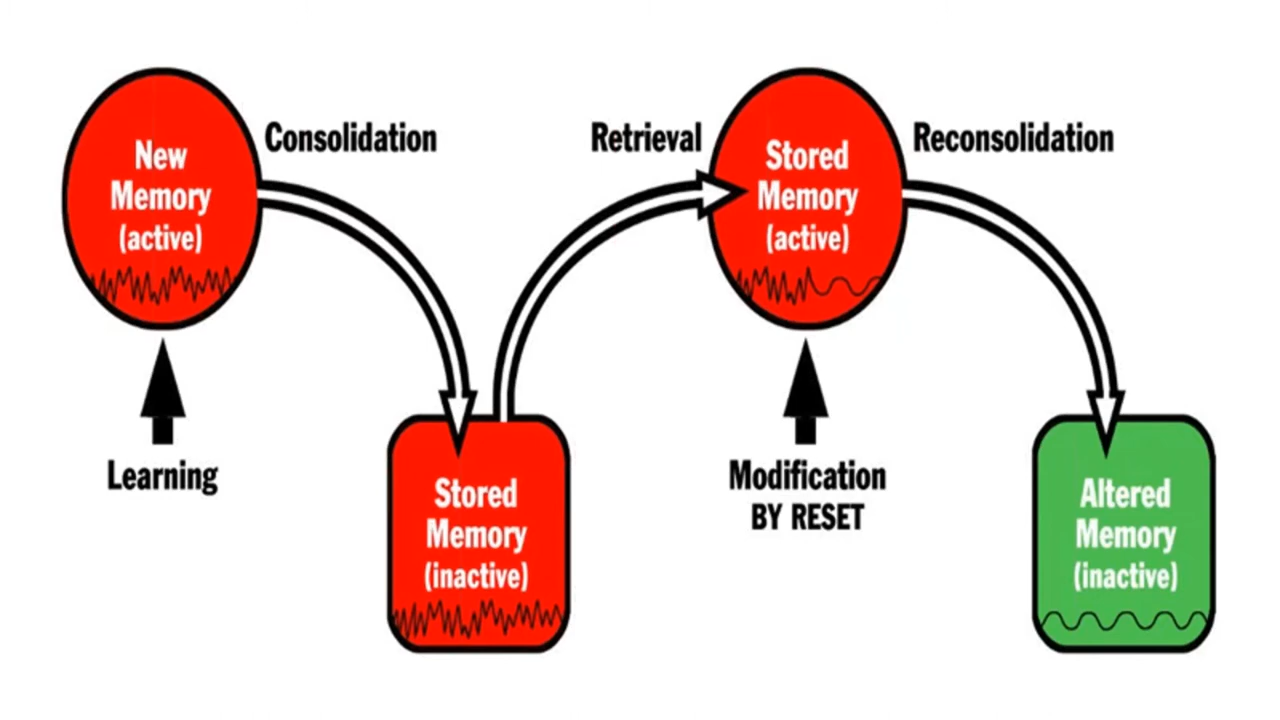 New
Memory
(active)
Consolidation
Learning
Stored
Memory
(inactive)
Retrieval
Stored
Memory
(active)
Modification
BY RESET
Reconsolidation
Altered
Memory
(inactive)